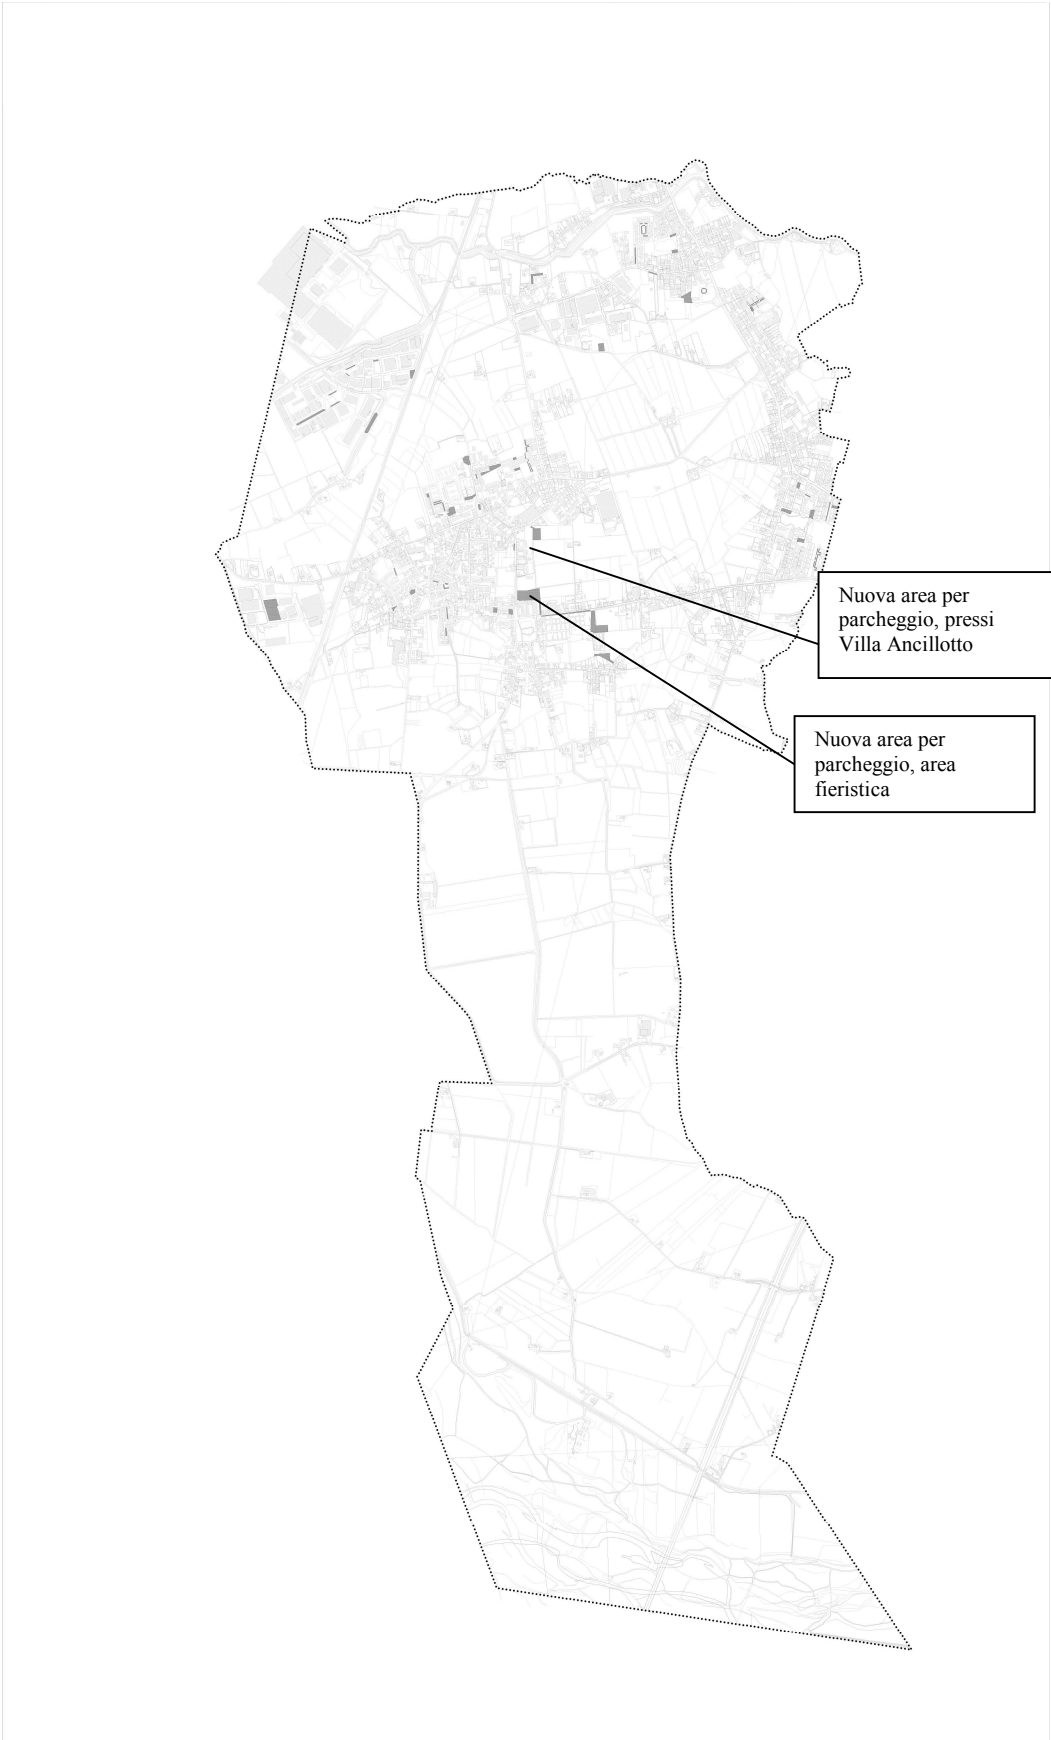 Nuova area per
parcheggio, pressi
Villa Ancillotto
Nuova area per
parcheggio, area
fieristica